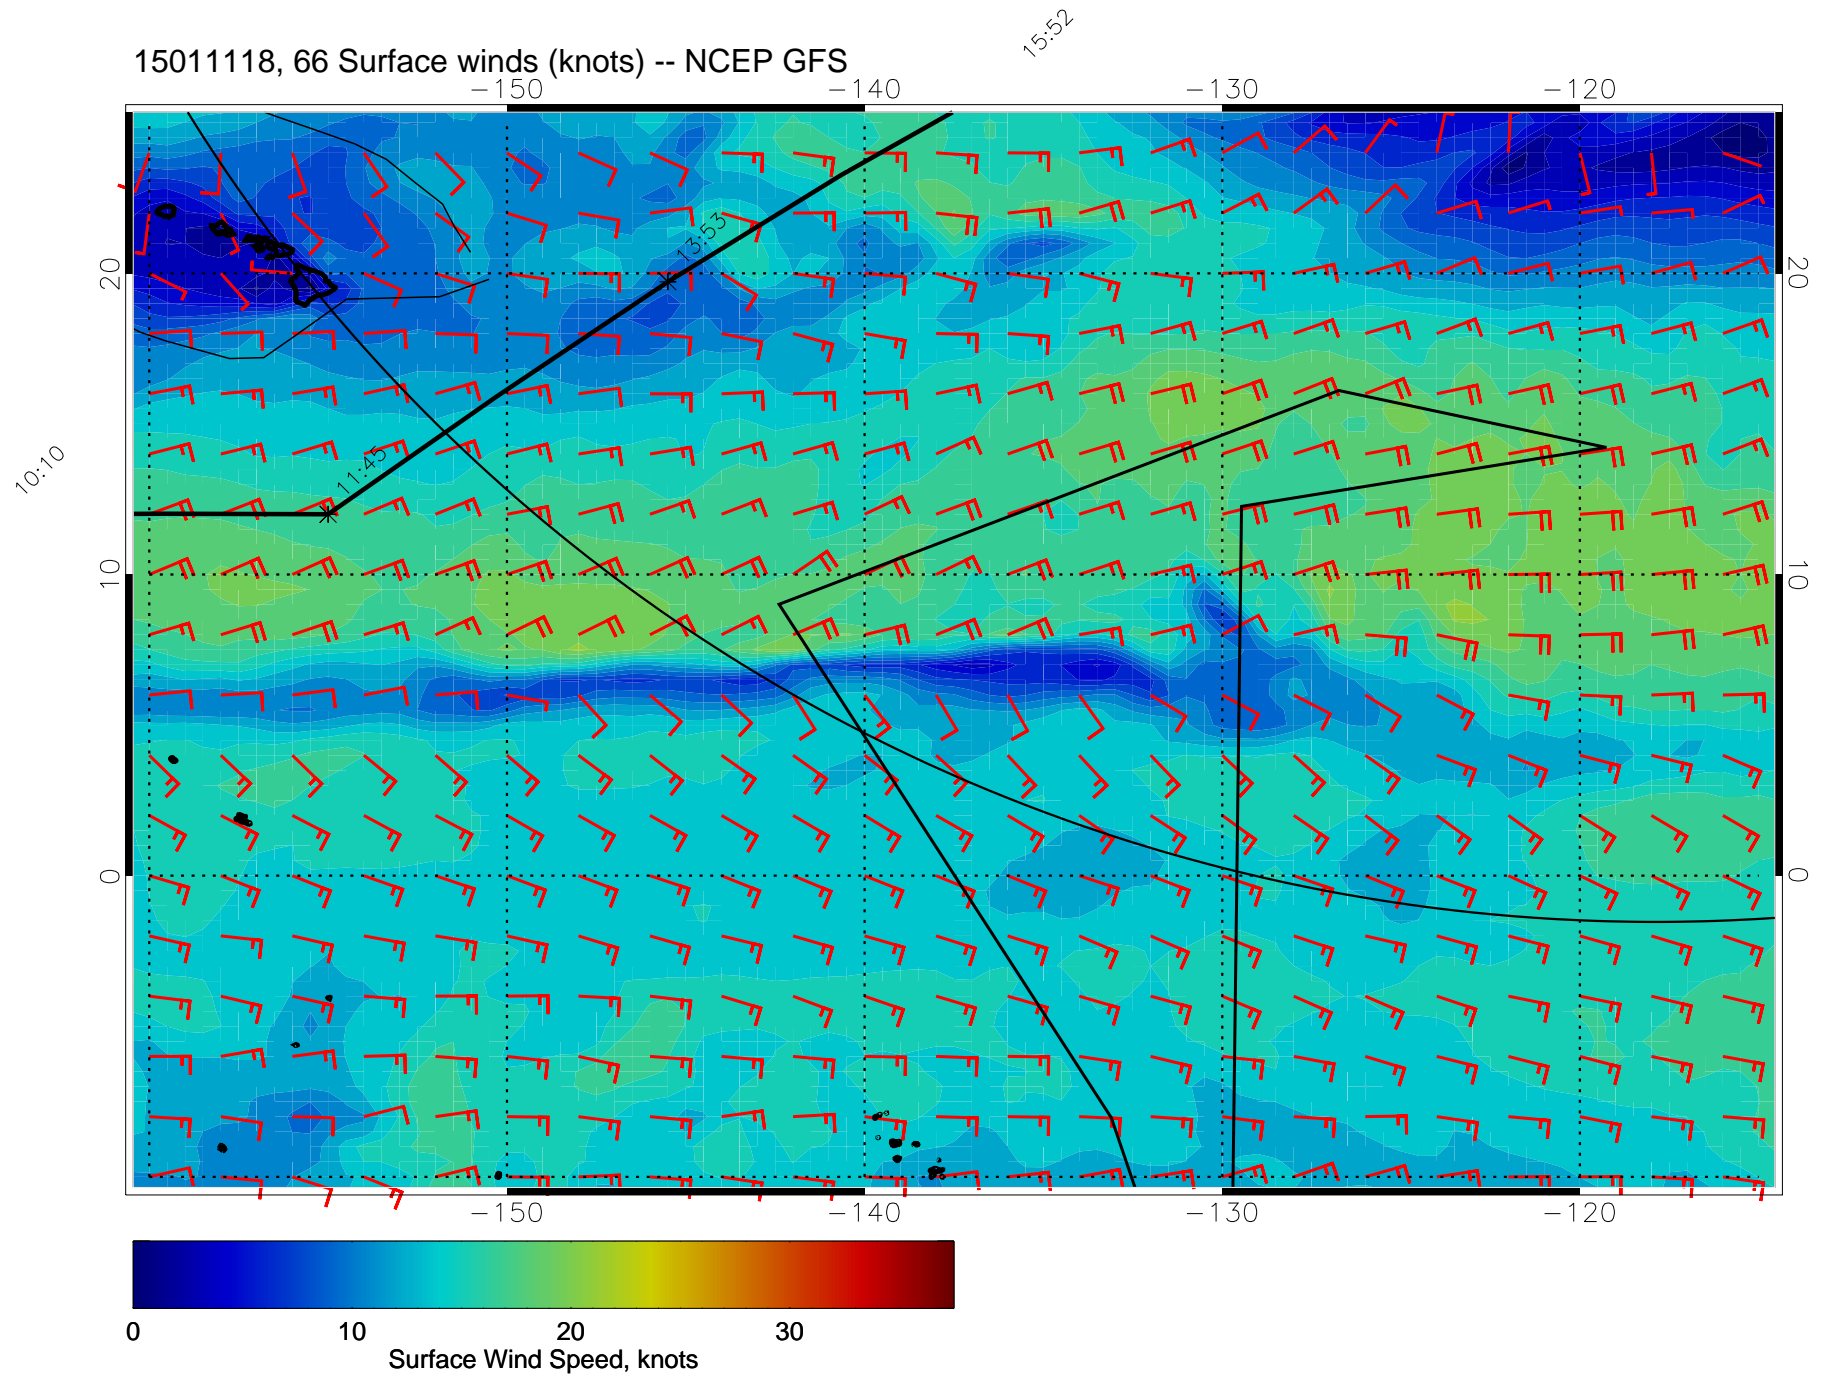 15:52
15011118, 66 Surface winds (knots) -- NCEP GFS
-150 -140 -130 -120
13:53
20 20
10:10
11:45
10 10
0 0
-150 -140 -130 -120
0 10 20 30
Surface Wind Speed, knots